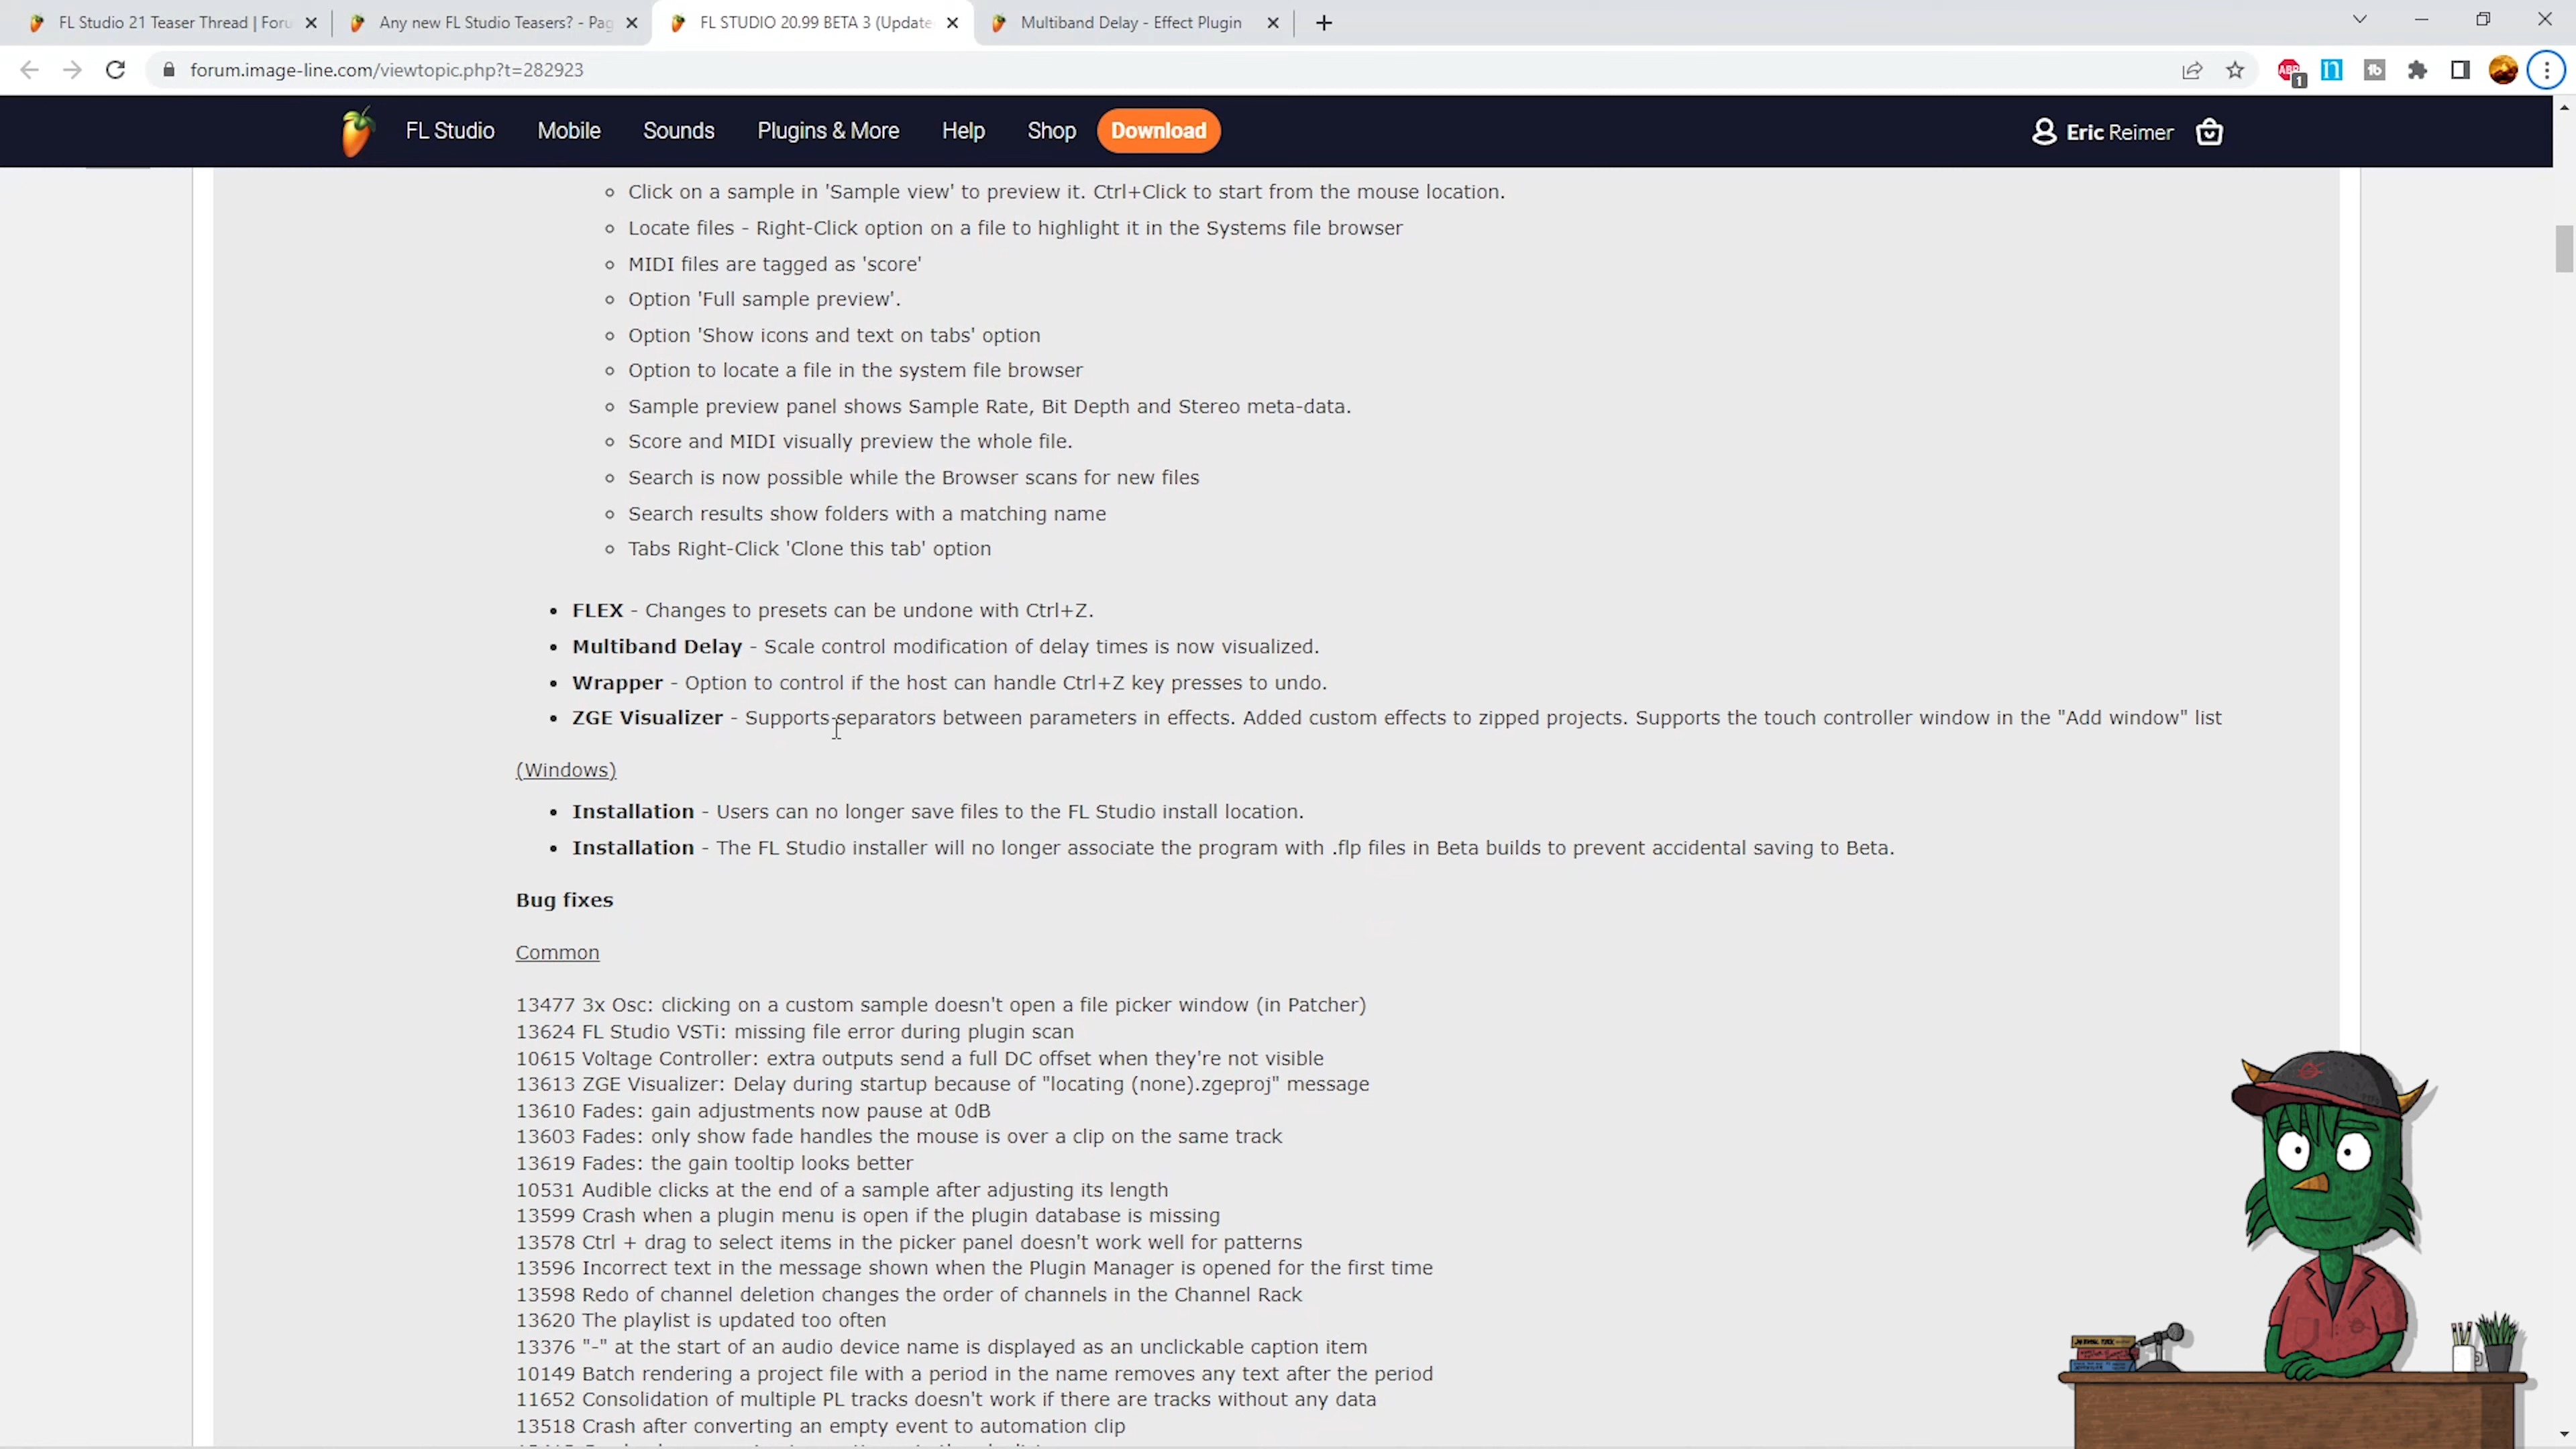 FL Studio 21 Teaser Thread | Foru
Any new FL Studio Teasers? - Pag
FL STUDIO 20.99 BETA 3 (Update
Multiband Delay - Effect Plugin
forum.image-line.com/viewtopic.php?t=282923
ABP
1
n
tb
FL Studio
Mobile
Sounds
Plugins & More
Help
Shop
Download
Eric Reimer
Click on a sample in 'Sample view' to preview it. Ctrl+Click to start from the mouse location.
Locate files - Right-Click option on a file to highlight it in the Systems file browser
MIDI files are tagged as 'score'
Option 'Full sample preview'.
Option 'Show icons and text on tabs' option
Option to locate a file in the system file browser
Sample preview panel shows Sample Rate, Bit Depth and Stereo meta-data.
Score and MIDI visually preview the whole file.
Search is now possible while the Browser scans for new files
Search results show folders with a matching name
Tabs Right-Click 'Clone this tab' option
FLEX - Changes to presets can be undone with Ctrl+Z.
Multiband Delay - Scale control modification of delay times is now visualized.
Wrapper - Option to control if the host can handle Ctrl+Z key presses to undo.
ZGE Visualizer - Supports separators between parameters in effects. Added custom effects to zipped projects. Supports the touch controller window in the "Add window" list
(Windows)
Installation - Users can no longer save files to the FL Studio install location.
Installation - The FL Studio installer will no longer associate the program with .flp files in Beta builds to prevent accidental saving to Beta.
Bug fixes
Common
13477 3x Osc: clicking on a custom sample doesn't open a file picker window (in Patcher)
13624 FL Studio VSTi: missing file error during plugin scan
10615 Voltage Controller: extra outputs send a full DC offset when they're not visible
13613 ZGE Visualizer: Delay during startup because of "locating (none).zgeproj" message
13610 Fades: gain adjustments now pause at 0dB
13603 Fades: only show fade handles the mouse is over a clip on the same track
13619 Fades: the gain tooltip looks better
10531 Audible clicks at the end of a sample after adjusting its length
13599 Crash when a plugin menu is open if the plugin database is missing
13578 Ctrl + drag to select items in the picker panel doesn't work well for patterns
13596 Incorrect text in the message shown when the Plugin Manager is opened for the first time
13598 Redo of channel deletion changes the order of channels in the Channel Rack
13620 The playlist is updated too often
13376 "-" at the start of an audio device name is displayed as an unclickable caption item
10149 Batch rendering a project file with a period in the name removes any text after the period
11652 Consolidation of multiple PL tracks doesn't work if there are tracks without any data
13518 Crash after converting an empty event to automation clip